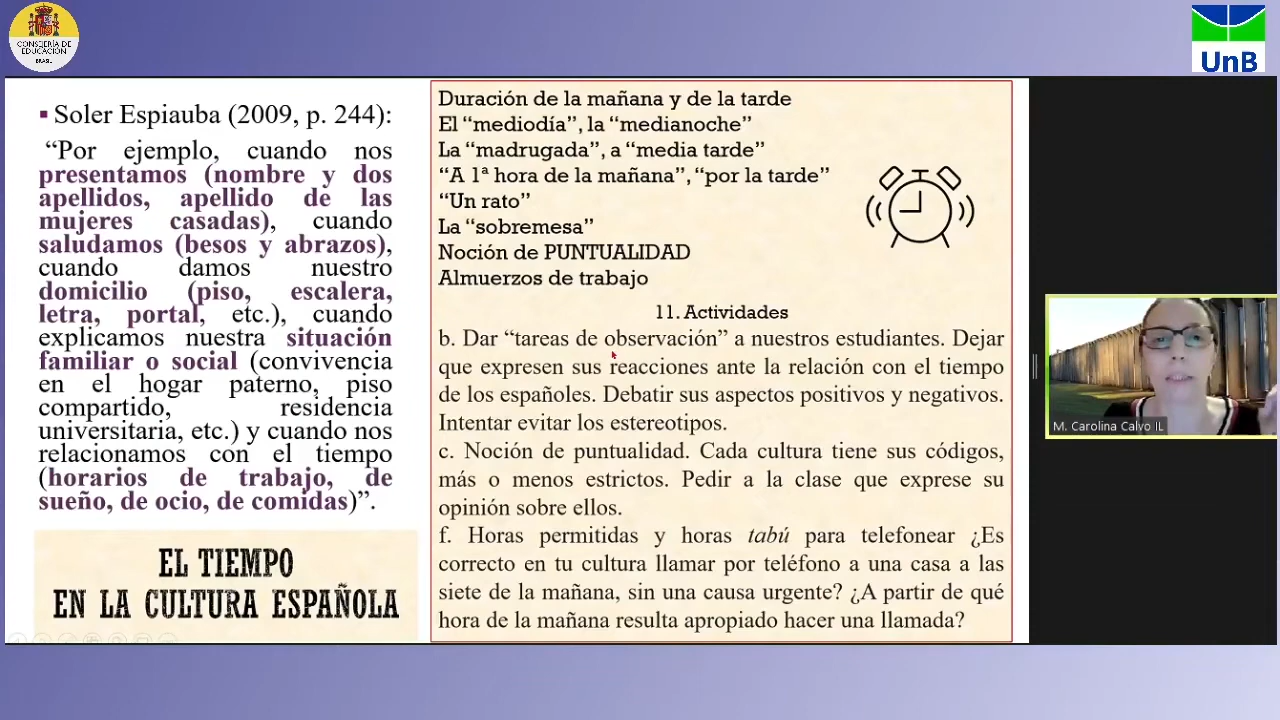 CONSEJERÍA DE
EDUCACIÓN
BRASIL
UnB
▪ Soler Espiauba (2009, p. 244):
“Por ejemplo, cuando nos
presentamos (nombre y dos
apellidos, apellido de las
mujeres casadas), cuando
saludamos (besos y abrazos),
cuando damos nuestro
domicilio (piso, escalera,
letra, portal, etc.), cuando
explicamos nuestra situación
familiar o social (convivencia
en el hogar paterno, piso
compartido, residencia
universitaria, etc.) y cuando nos
relacionamos con el tiempo
(horarios de trabajo, de
sueño, de ocio, de comidas)”.
EL TIEMPO
EN LA CULTURA ESPAÑOLA
Duración de la mañana y de la tarde
El “mediodía”, la “medianoche”
La “madrugada”, a “media tarde”
“A 1ª hora de la mañana”, “por la tarde”
“Un rato”
La “sobremesa”
Noción de PUNTUALIDAD
Almuerzos de trabajo
11. Actividades
b. Dar “tareas de observación” a nuestros estudiantes. Dejar
que expresen sus reacciones ante la relación con el tiempo
de los españoles. Debatir sus aspectos positivos y negativos.
Intentar evitar los estereotipos.
c. Noción de puntualidad. Cada cultura tiene sus códigos,
más o menos estrictos. Pedir a la clase que exprese su
opinión sobre ellos.
f. Horas permitidas y horas tabú para telefonear ¿Es
correcto en tu cultura llamar por teléfono a una casa a las
siete de la mañana, sin una causa urgente? ¿A partir de qué
hora de la mañana resulta apropiado hacer una llamada?
M. Carolina Calvo IL